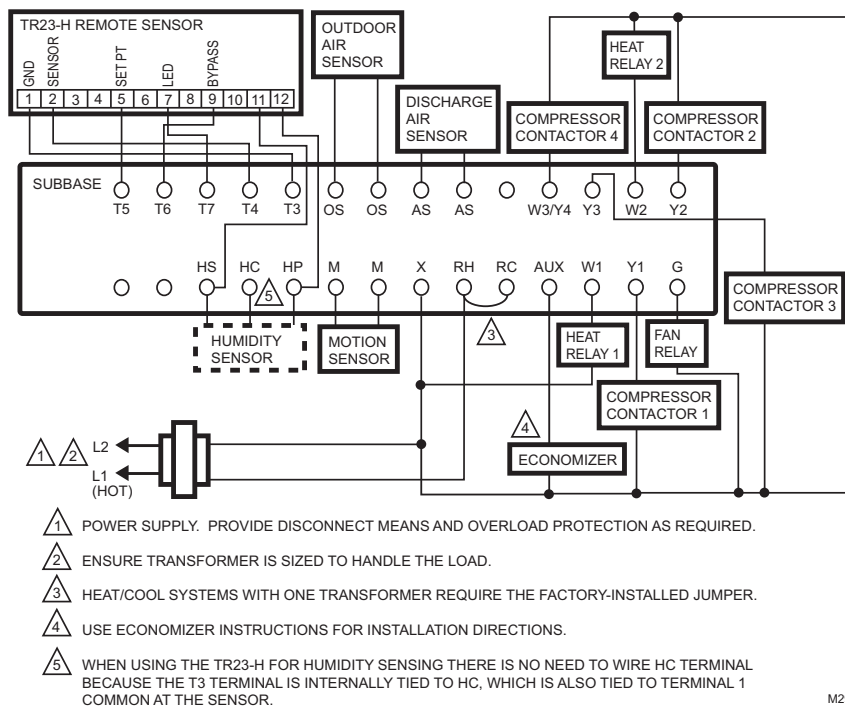 TR23-H REMOTE SENSOR
GND
SENSOR
SET PT
LED
BYPASS
1 2 3 4 5 6 7 8 9 10 11 12
OUTDOOR
AIR
SENSOR
DISCHARGE
AIR
SENSOR
COMPRESSOR
CONTACTOR 4
HEAT
RELAY 2
COMPRESSOR
CONTACTOR 2
SUBBASE
T5 T6 T7 T4 T3 OS OS AS AS W3/Y4 Y3 W2 Y2
HS HC HP M M X RH RC AUX W1 Y1 G
5
3
HUMIDITY
SENSOR
MOTION
SENSOR
HEAT
RELAY 1
FAN
RELAY
COMPRESSOR
CONTACTOR 3
COMPRESSOR
CONTACTOR 1
4
ECONOMIZER
1 2
L2
L1
(HOT)
1 POWER SUPPLY. PROVIDE DISCONNECT MEANS AND OVERLOAD PROTECTION AS REQUIRED.
2 ENSURE TRANSFORMER IS SIZED TO HANDLE THE LOAD.
3 HEAT/COOL SYSTEMS WITH ONE TRANSFORMER REQUIRE THE FACTORY-INSTALLED JUMPER.
4 USE ECONOMIZER INSTRUCTIONS FOR INSTALLATION DIRECTIONS.
5 WHEN USING THE TR23-H FOR HUMIDITY SENSING THERE IS NO NEED TO WIRE HC TERMINAL
BECAUSE THE T3 TERMINAL IS INTERNALLY TIED TO HC, WHICH IS ALSO TIED TO TERMINAL 1
COMMON AT THE SENSOR.